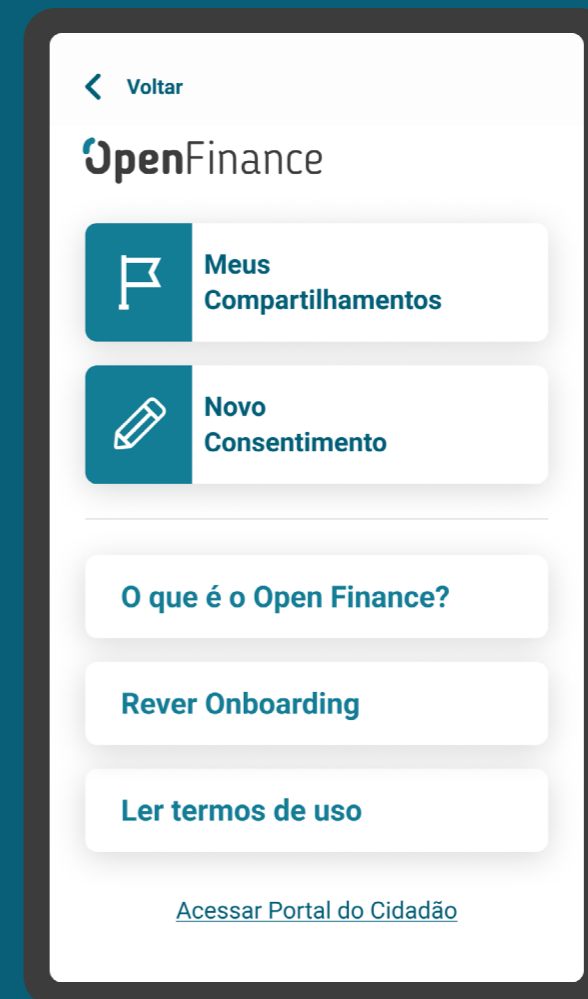 Voltar
OpenFinance
Meus
Compartilhamentos
Novo
Consentimento
O que é o Open Finance?
Rever Onboarding
Ler termos de uso
Acessar Portal do Cidadão